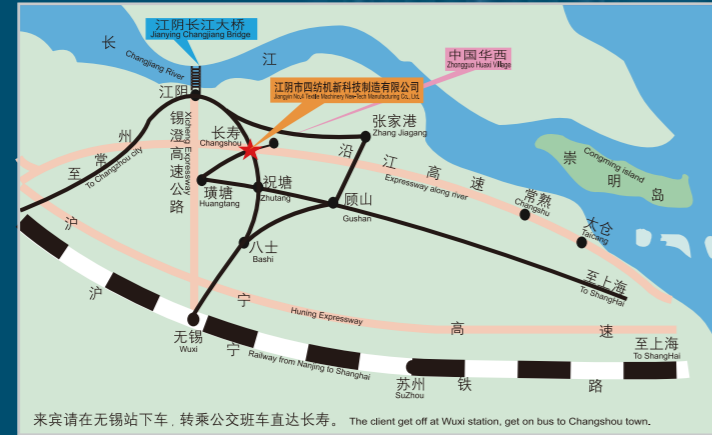 江阴长江大桥
Jianying Changjiang Bridge
长 江
Changjiang River
中国华西
Zhongguo Huaxi Village
江阴市四纺机新科技制造有限公司
江阴
锡澄高速公路
Xicheng Expressway
长寿
Changshou
张家港
Zhang Jiagang
至常州
To Changzhou city
沿江高速
Expressway along river
崇明岛
Congming island
璜塘
Huangtang
祝塘
Zhutang
顾山
Gushan
常熟
Changshu
太仓
TaiCang
八士
Bashi
至上海
To ShangHai
沪宁高速
Huning Expressway
无锡
Wuxi
至上海
To ShangHai
沪宁铁路
Railway from Nanjing to Shanghai
苏州
SuZhou
来宾请在无锡站下车，转乘公交班车直达长寿。 The client get off at Wuxi station, get on bus to Changshou town.